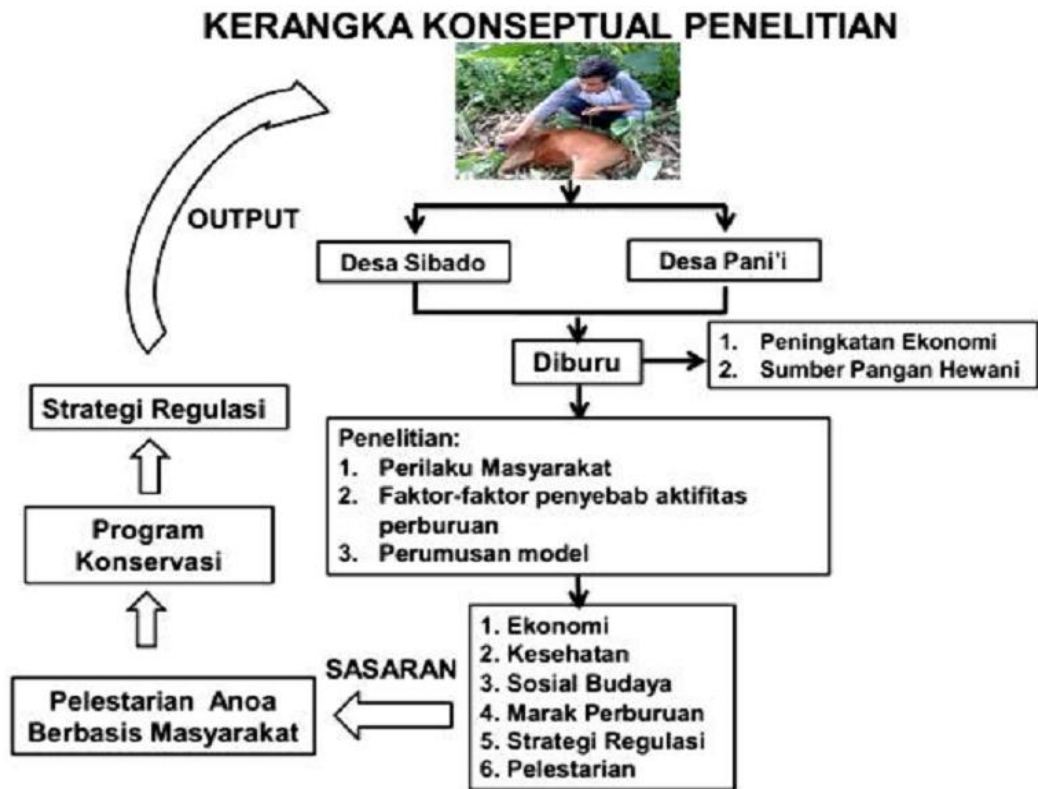 KERANGKA KONSEPTUAL PENELITIAN
OUTPUT
Desa Sibado
Desa Pani'i
Diburu
1. Peningkatan Ekonomi
2. Sumber Pangan Hewani
Penelitian:
1. Perilaku Masyarakat
2. Faktor-faktor penyebab aktifitas
perburuan
3. Perumusan model
1. Ekonomi
2. Kesehatan
3. Sosial Budaya
4. Marak Perburuan
5. Strategi Regulasi
6. Pelestarian
SASARAN
Pelestarian Anoa
Berbasis Masyarakat
Program
Konservasi
Strategi Regulasi